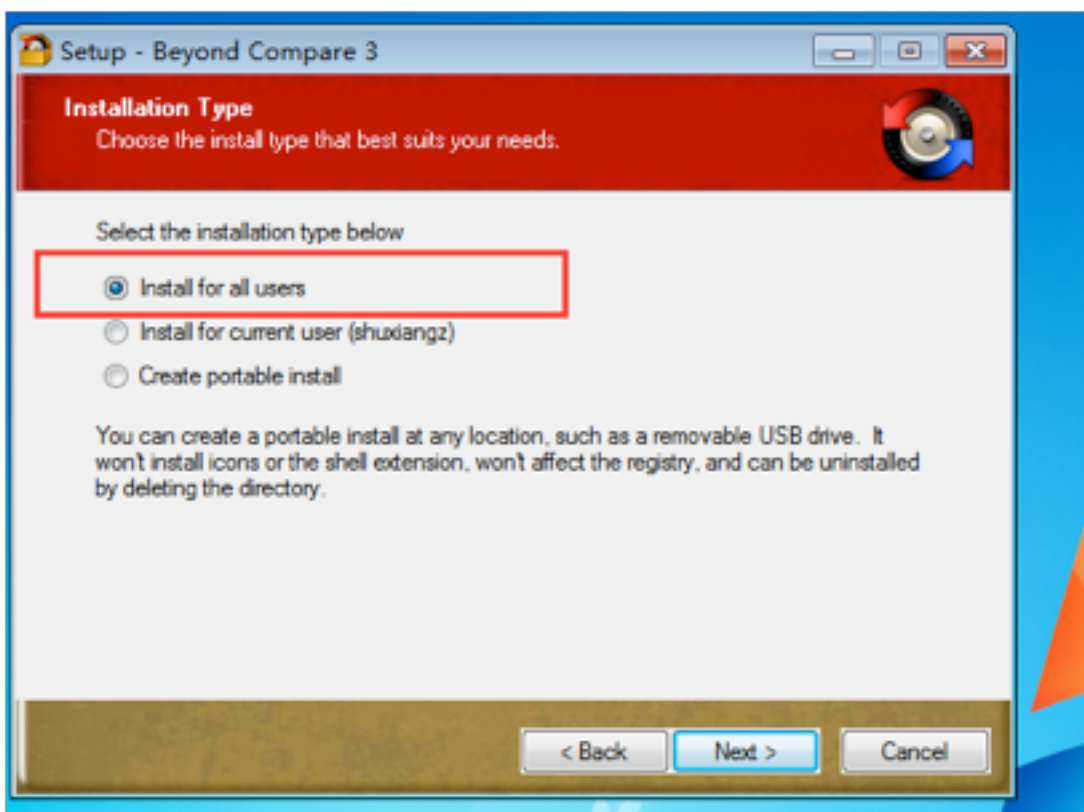 Setup - Beyond Compare 3
Installation Type
Choose the install type that best suits your needs.
Select the installation type below
Install for all users
Install for current user (shuxiangz)
Create portable install
You can create a portable install at any location, such as a removable USB drive. It
won't install icons or the shell extension, won't affect the registry, and can be uninstalled
by deleting the directory.
< Back
Next >
Cancel